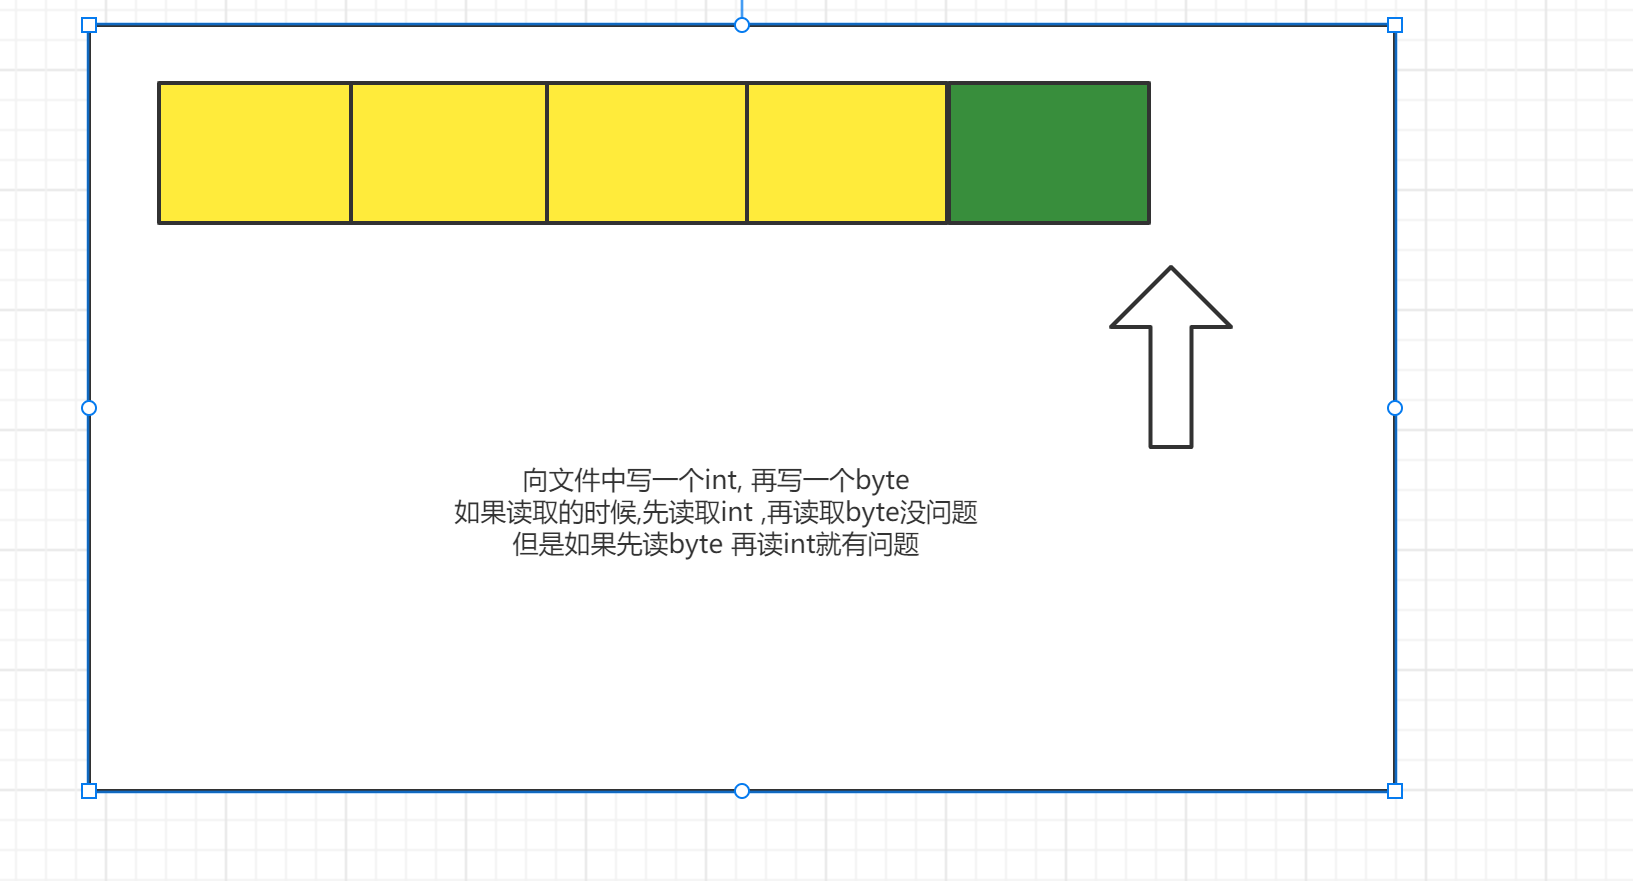 向文件中写一个int, 再写一个byte
如果读取的时候,先读取int ,再读取byte没问题
但是如果先读byte 再读int就有问题